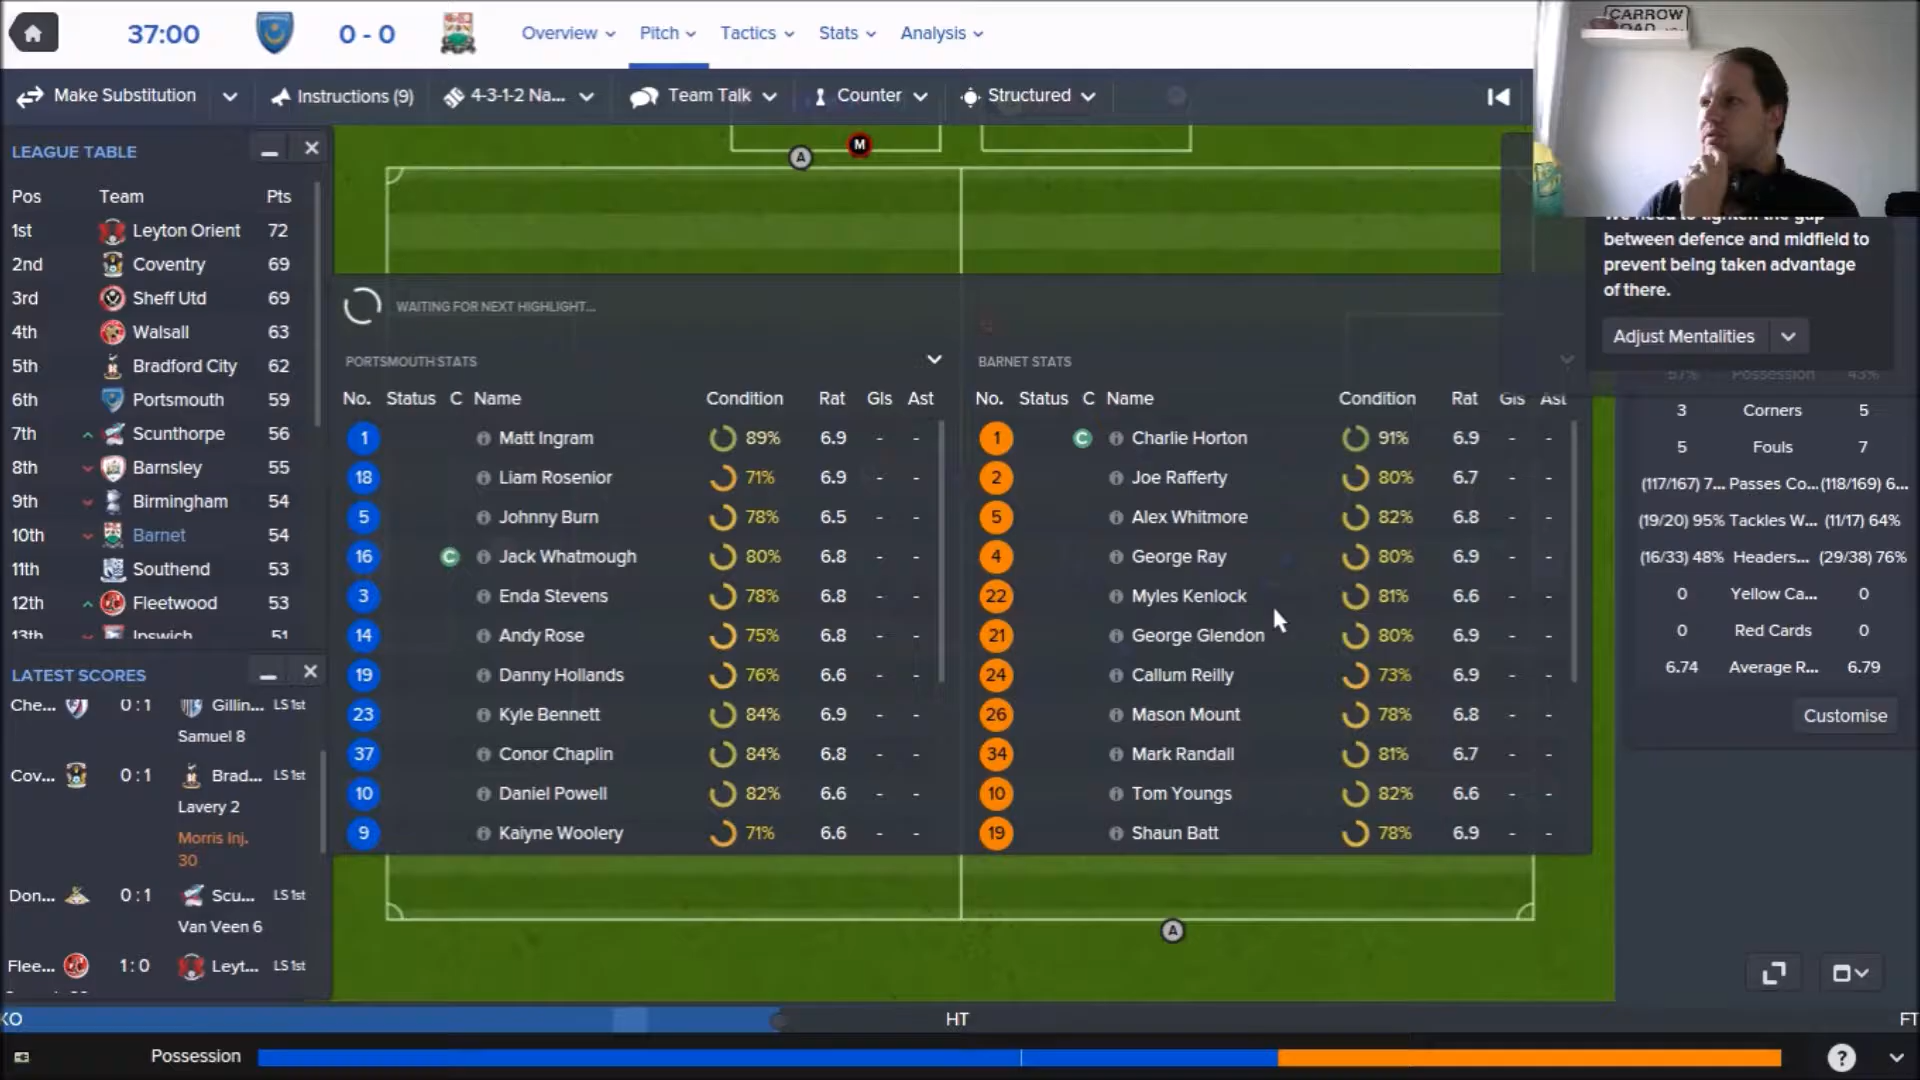 CARROW
ROAD
37:00
0 - 0
Overview
Pitch
Tactics
Stats
Analysis
Make Substitution
Instructions (9)
4-3-1-2 Na...
Team Talk
Counter
Structured
LEAGUE TABLE
Pos Team Pts
1st Leyton Orient 72
2nd Coventry 69
3rd Sheff Utd 69
4th Walsall 63
5th Bradford City 62
6th Portsmouth 59
7th Scunthorpe 56
8th Barnsley 55
9th Birmingham 54
10th Barnet 54
11th Southend 53
12th Fleetwood 53
13th Ipswich 51
LATEST SCORES
Che... 0 : 1 Gillin... LS 1st
Samuel 8
Cov... 0 : 1 Brad... LS 1st
Lavery 2
Morris Inj.
30
Don... 0 : 1 Scu... LS 1st
Van Veen 6
Flee... 1 : 0 Leyt... LS 1st
A
M
WAITING FOR NEXT HIGHLIGHT...
PORTSMOUTH STATS
No. Status C Name Condition Rat Gls Ast
1 Matt Ingram 89% 6.9 - -
18 Liam Rosenior 71% 6.9 - -
5 Johnny Burn 78% 6.5 - -
16 C Jack Whatmough 80% 6.8 - -
3 Enda Stevens 78% 6.8 - -
14 Andy Rose 75% 6.8 - -
19 Danny Hollands 76% 6.6 - -
23 Kyle Bennett 84% 6.9 - -
37 Conor Chaplin 84% 6.8 - -
10 Daniel Powell 82% 6.6 - -
9 Kaiyne Woolery 71% 6.6 - -
BARNET STATS
No. Status C Name Condition Rat Gls Ast
1 C Charlie Horton 91% 6.9 - -
2 Joe Rafferty 80% 6.7 - -
5 Alex Whitmore 82% 6.8 - -
4 George Ray 80% 6.9 - -
22 Myles Kenlock 81% 6.6 - -
21 George Glendon 80% 6.9 - -
24 Callum Reilly 73% 6.9 - -
26 Mason Mount 78% 6.8 - -
34 Mark Randall 81% 6.7 - -
10 Tom Youngs 82% 6.6 - -
19 Shaun Batt 78% 6.9 - -
A
We need to tighten the gap
between defence and midfield to
prevent being taken advantage
of there.
Adjust Mentalities
57% Possession 43%
3 Corners 5
5 Fouls 7
(117/167) 7... Passes Co... (118/169) 6...
(19/20) 95% Tackles W... (11/17) 64%
(16/33) 48% Headers... (29/38) 76%
0 Yellow Ca... 0
0 Red Cards 0
6.74 Average R... 6.79
Customise
KO
HT
FT
Possession
?